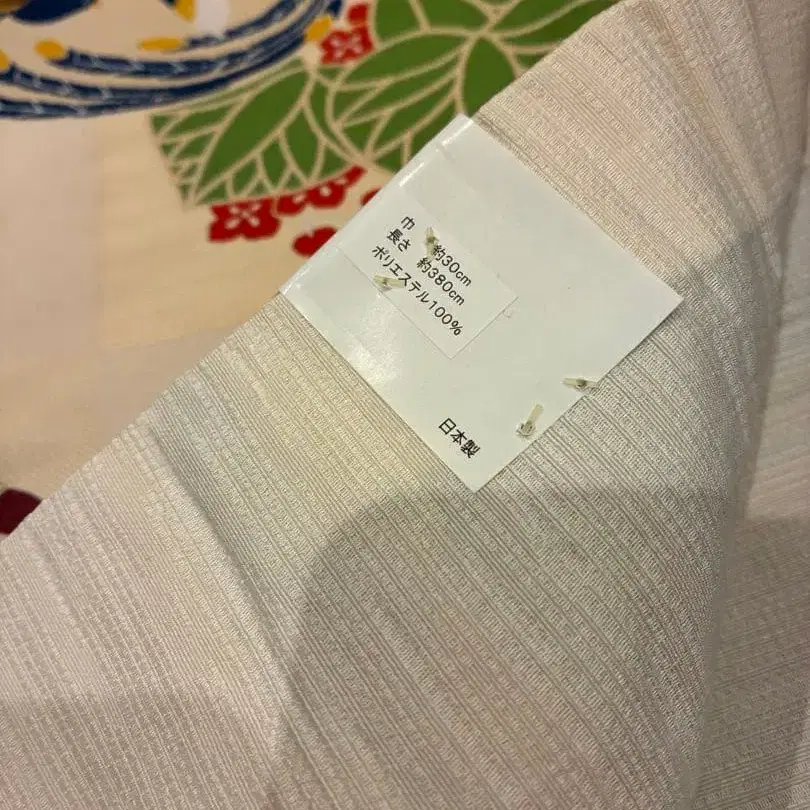 巾 約30cm
長さ 約380cm
ポリエステル100%
日本製